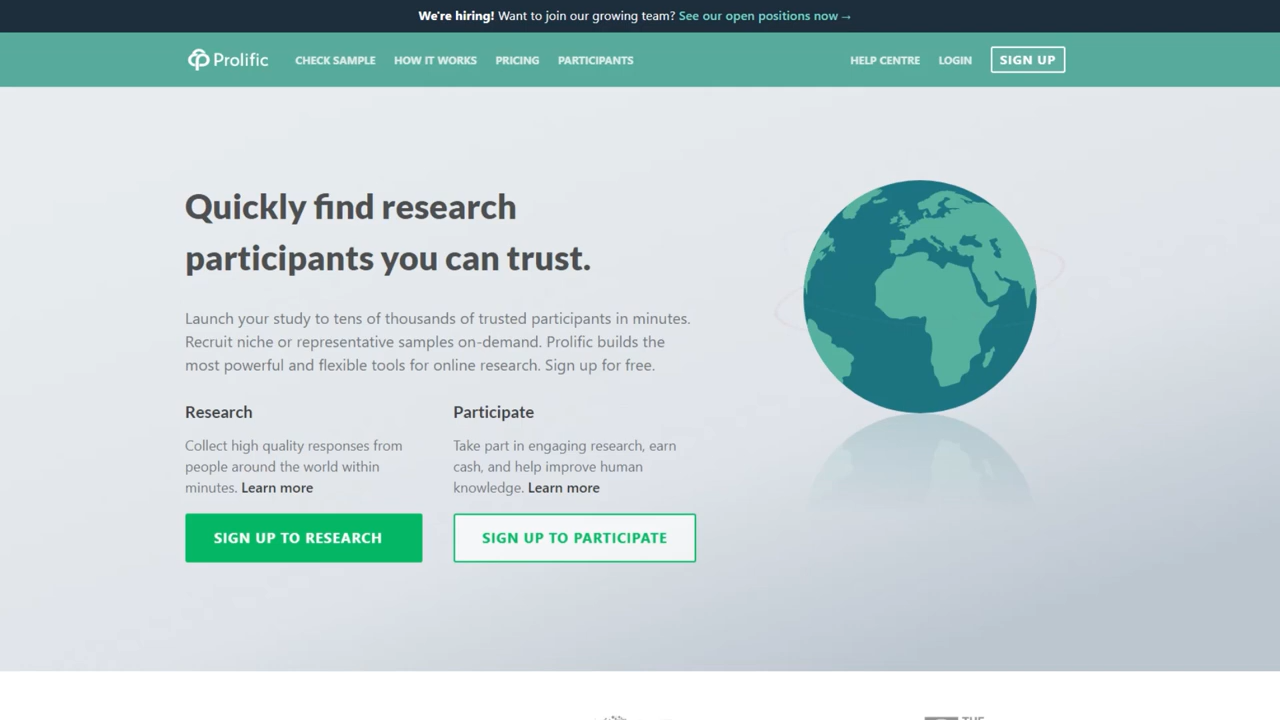 We're hiring! Want to join our growing team? See our open positions now →
Prolific CHECK SAMPLE HOW IT WORKS PRICING PARTICIPANTS HELP CENTRE LOGIN SIGN UP
Quickly find research
participants you can trust.
Launch your study to tens of thousands of trusted participants in minutes.
Recruit niche or representative samples on-demand. Prolific builds the
most powerful and flexible tools for online research. Sign up for free.
Research
Collect high quality responses from
people around the world within
minutes. Learn more
SIGN UP TO RESEARCH
Participate
Take part in engaging research, earn
cash, and help improve human
knowledge. Learn more
SIGN UP TO PARTICIPATE
THE